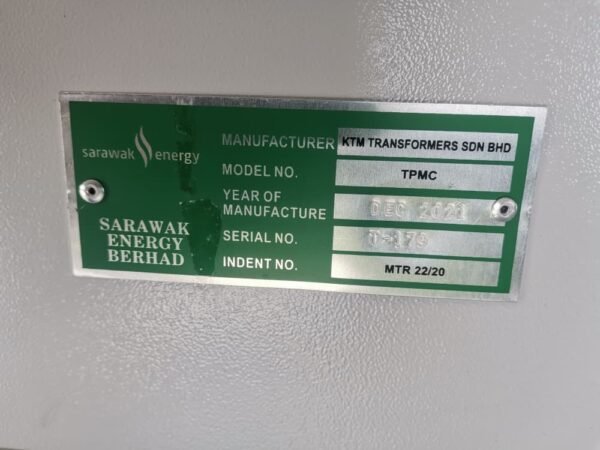 sarawak energy
SARAWAK
ENERGY
BERHAD
MANUFACTURER KTM TRANSFORMERS SDN BHD
MODEL NO. TPMC
YEAR OF
MANUFACTURE DEC 2021
SERIAL NO.
INDENT NO. MTR 22/20